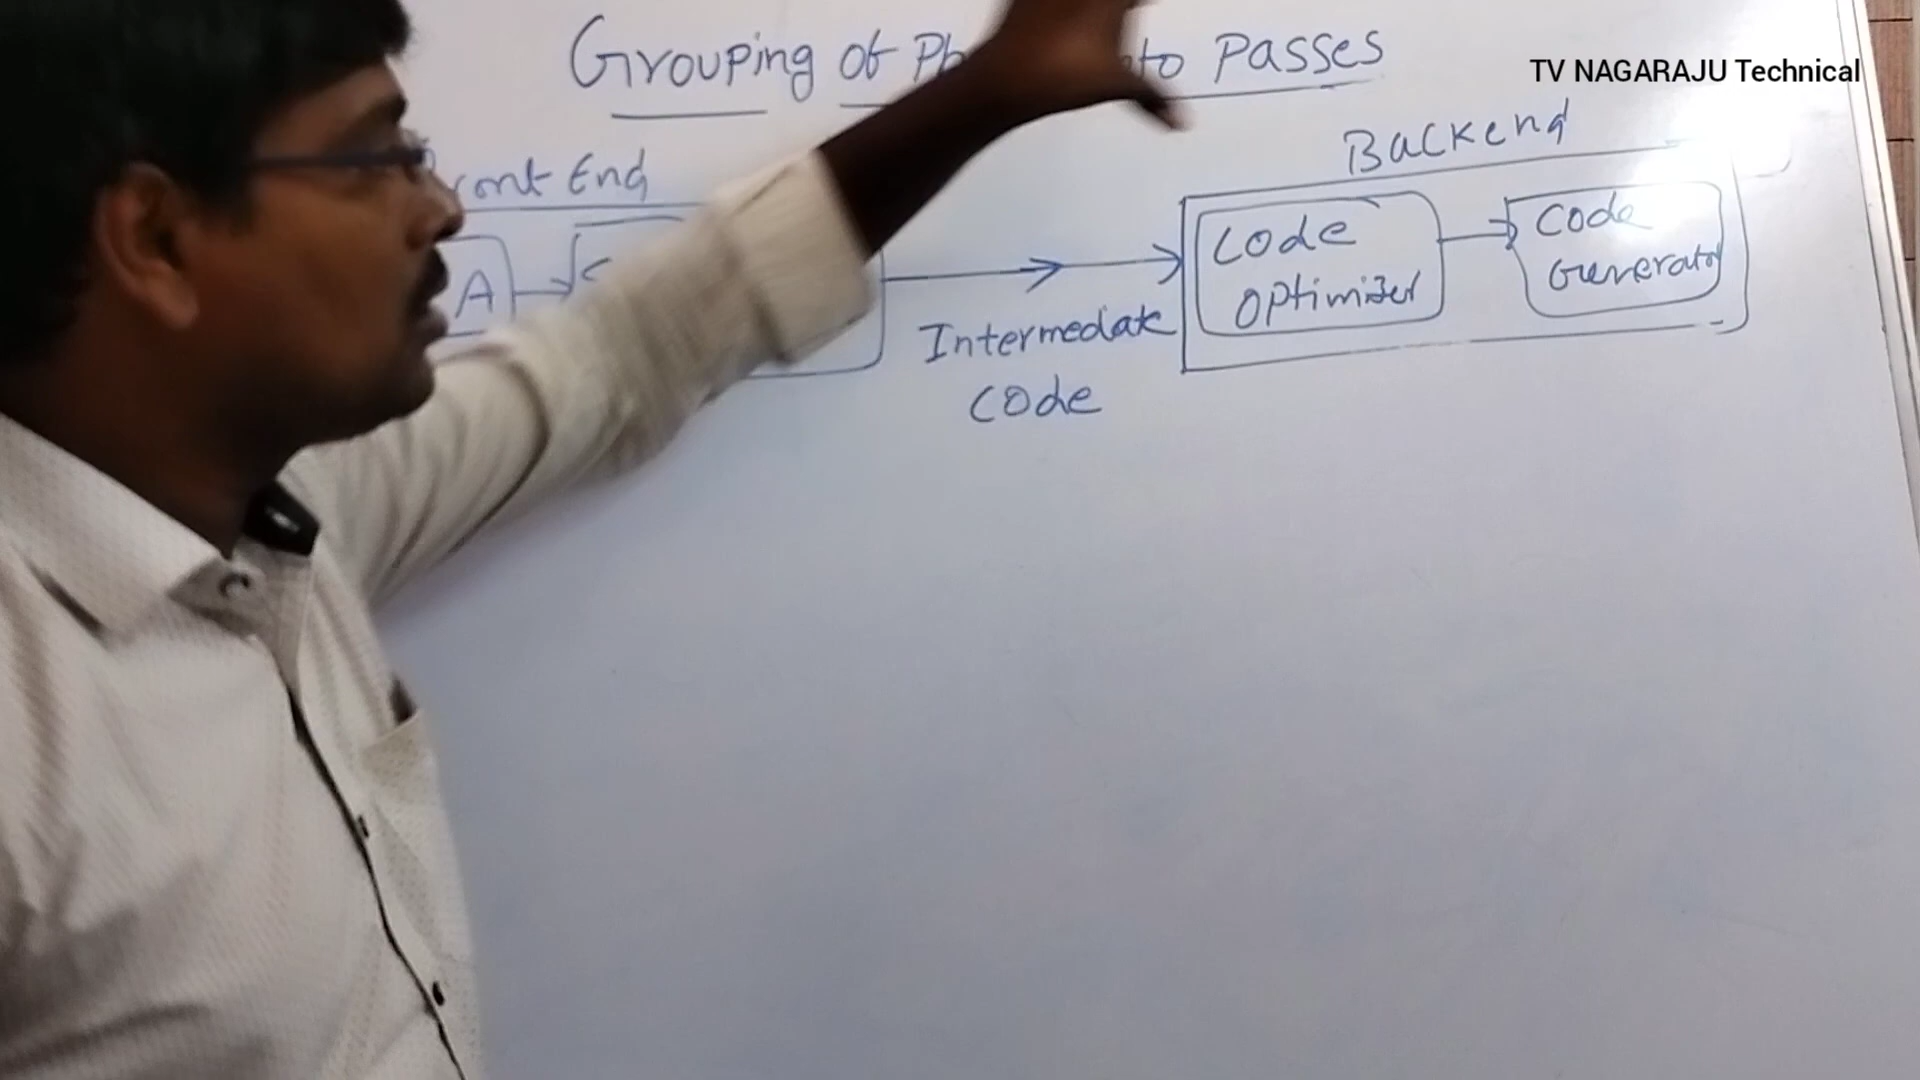 Grouping of Passes
TV NAGARAJU Technical
Backend
End
A
Code
Optimizer
Code
Generator
Intermediate
Code